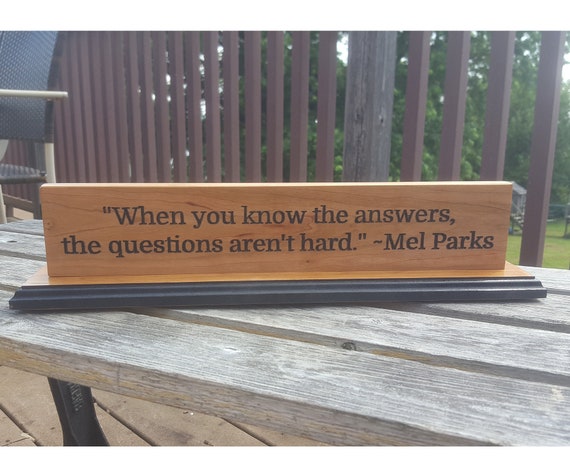 "When you know the answers,
the questions aren't hard." ~Mel Parks